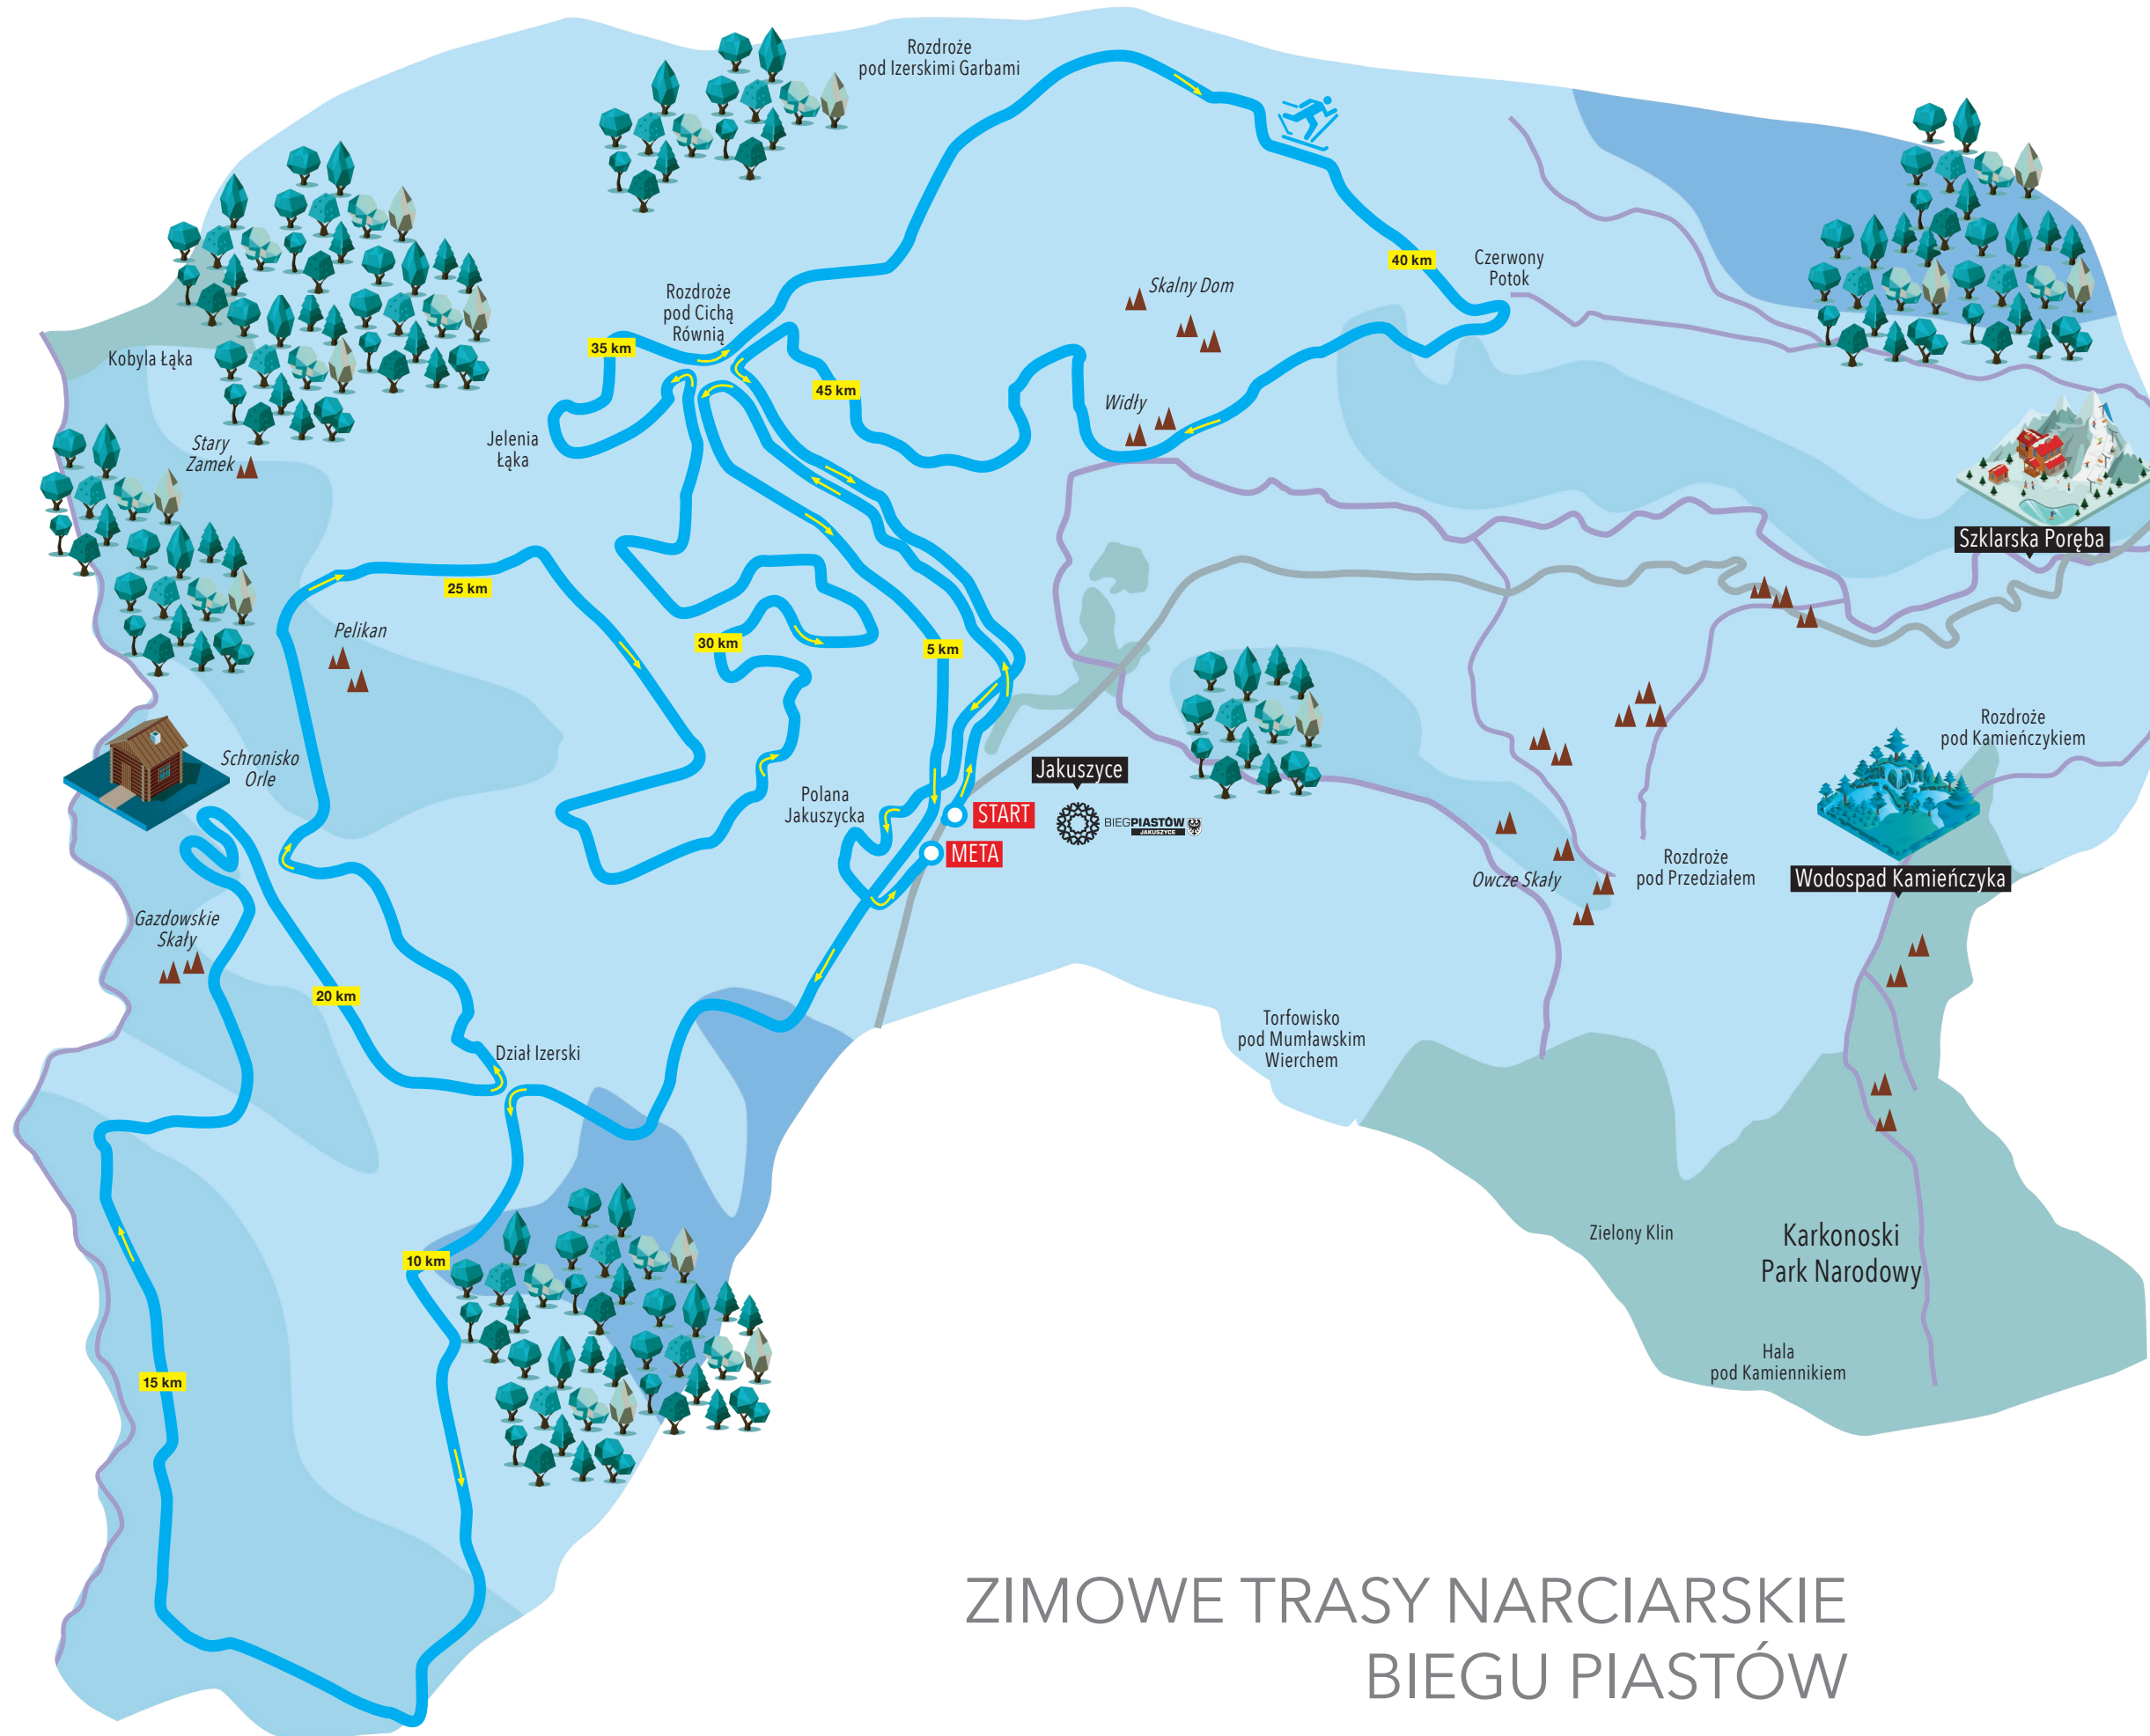 Rozdroże
pod Izerskimi Garbami
40 km
Czerwony
Potok
Skalny Dom
Rozdroże
pod Cichą
Równią
35 km
Kobyla Łąka
45 km
Widły
Jelenia
Łąka
Stary
Zamek
Szklarska Poręba
25 km
Pelikan
30 km
5 km
Rozdroże
pod Kamieńczykiem
Schronisko
Orle
Jakuszyce
Polana
Jakuszycka
START
BIEGPIASTÓW
JAKUSZYCE
META
Rozdroże
pod Przedziałem
Owcze Skały
Wodospad Kamieńczyka
Gazdowskie
Skały
20 km
Dział Izerski
Torfowisko
pod Mumławskim
Wierchem
Zielony Klin
Karkonoski
Park Narodowy
10 km
Hala
pod Kamiennikiem
15 km
ZIMOWE TRASY NARCIARSKIE
BIEGU PIASTÓW